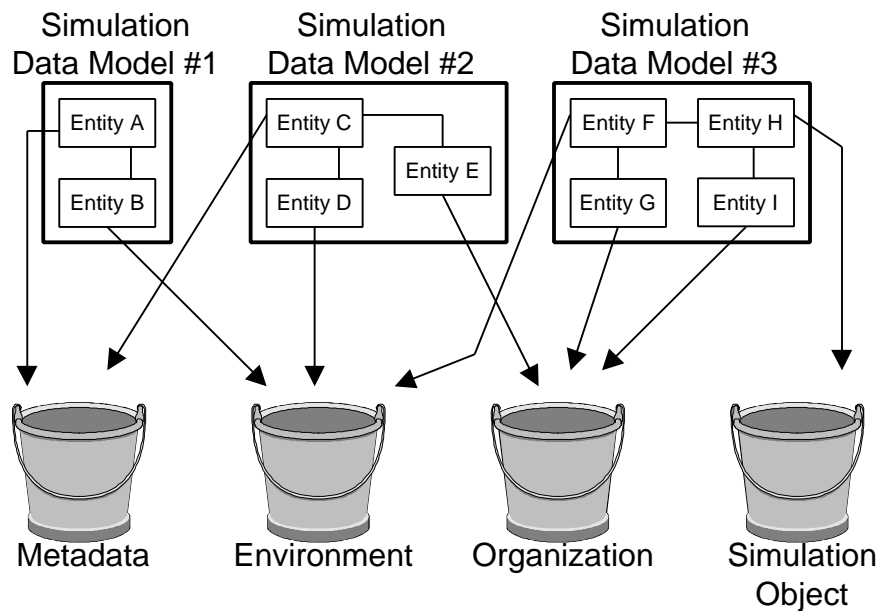 Simulation
Data Model #1
Simulation
Data Model #2
Simulation
Data Model #3
Entity A
Entity B
Entity C
Entity D
Entity E
Entity F
Entity H
Entity G
Entity I
Metadata
Environment
Organization
Simulation
Object